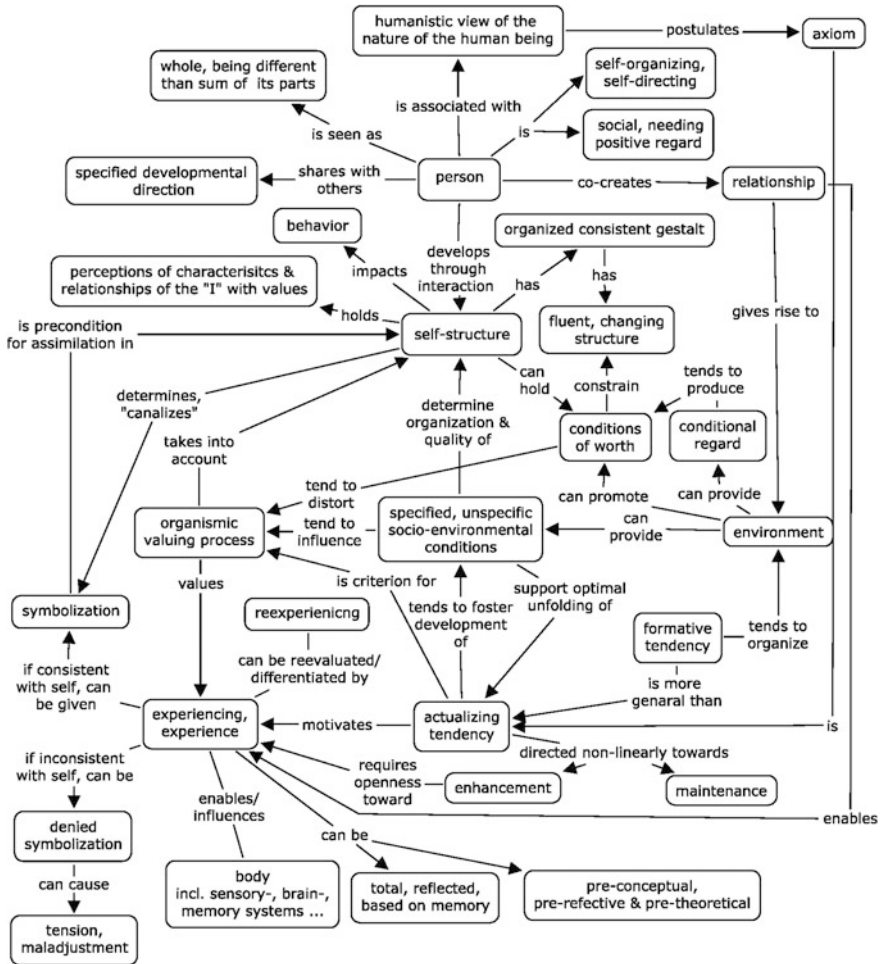 humanistic view of the
nature of the human being
postulates
axiom
whole, being different
than sum of its parts
self-organizing,
self-directing
is associated with
is seen as
is
social, needing
positive regard
specified developmental
direction
shares with
others
person
co-creates
relationship
behavior
organized consistent gestalt
develops
through
interaction
impacts
has
has
perceptions of characterisitcs &
relationships of the "I" with values
holds
gives rise to
is precondition
for assimilation in
self-structure
fluent, changing
structure
can
hold
constrain
tends to
produce
determines,
"canalizes"
determine
organization &
quality of
takes into
account
conditions
of worth
conditional
regard
tend to
distort
can promote
can provide
organismic
valuing process
tend to
influence
specified, unspecific
socio-environmental
conditions
can
provide
environment
values
is criterion for
support optimal
unfolding of
symbolization
reexperienicng
tends to foster
development
of
formative
tendency
tends to
organize
if consistent
with self, can
be given
can be reevaluated/
differentiated by
is more
genaral than
experiencing,
experience
motivates
actualizing
tendency
is
if inconsistent
with self, can be
directed non-linearly towards
requires
openness
toward
enhancement
maintenance
enables/
influences
enables
denied
symbolization
can be
can cause
body
incl. sensory-, brain-,
memory systems ...
total, reflected,
based on memory
pre-conceptual,
pre-refective & pre-theoretical
tension,
maladjustment